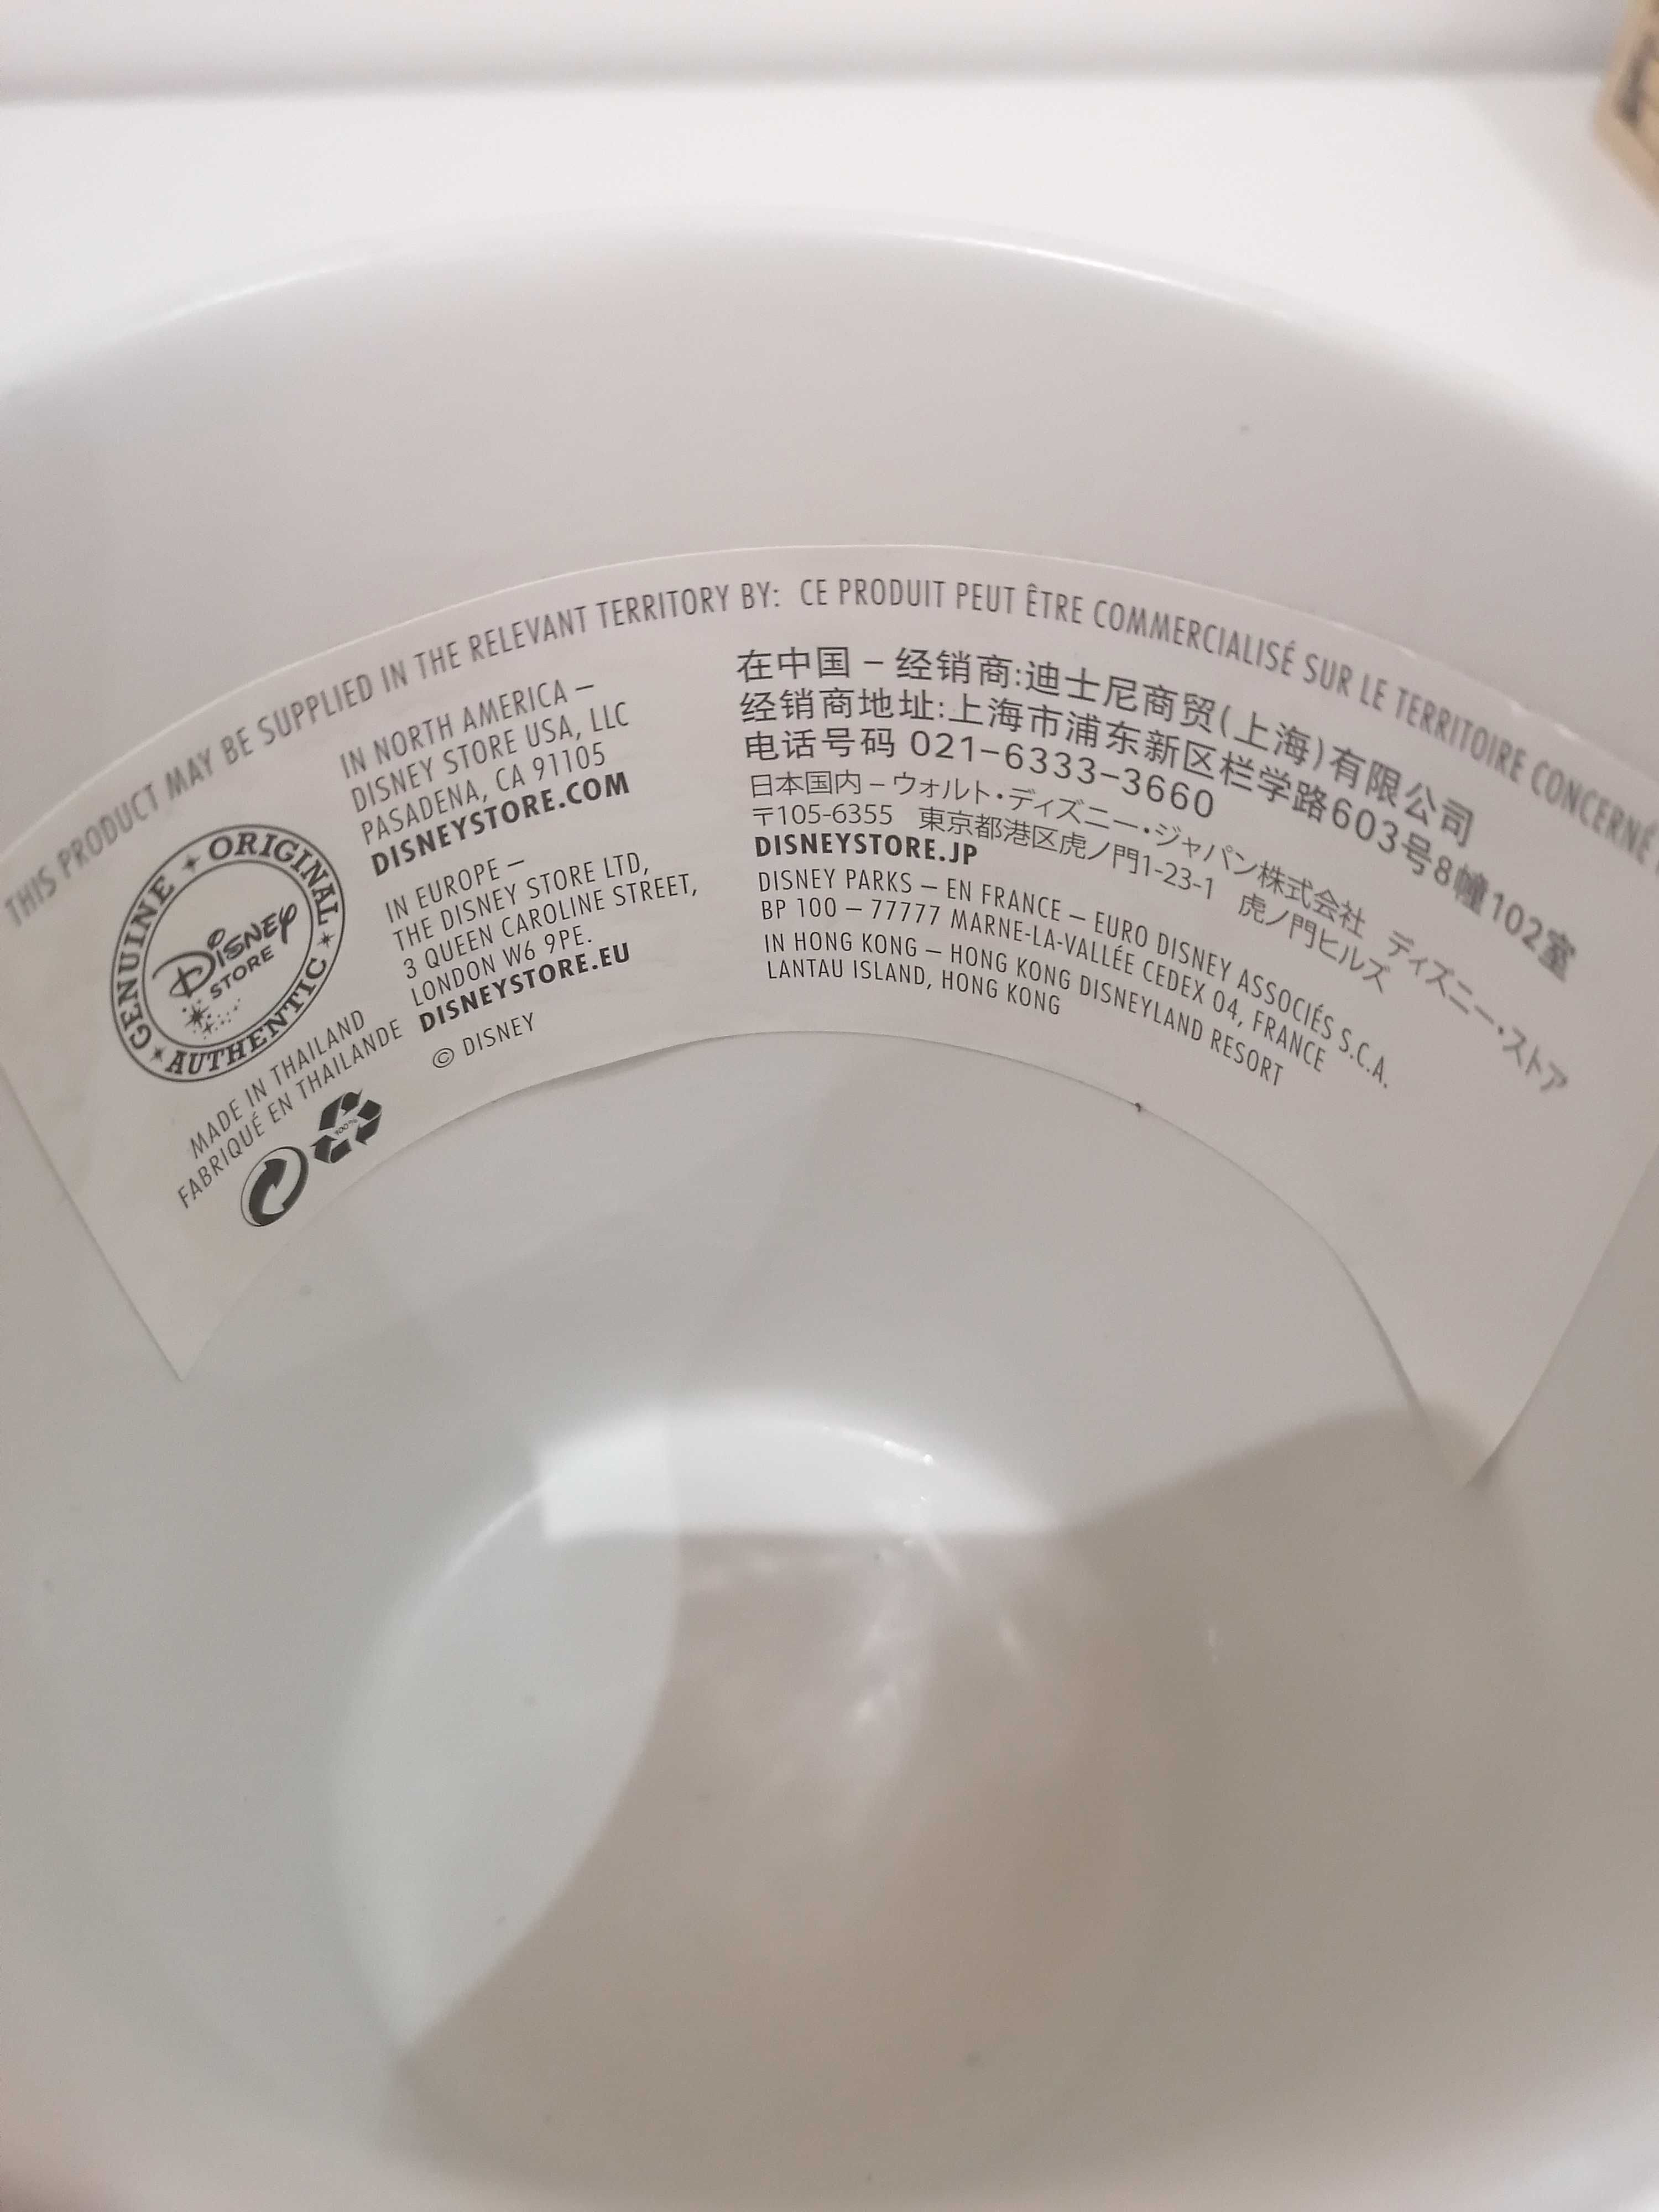 THIS PRODUCT MAY BE SUPPLIED IN THE RELEVANT TERRITORY BY: CE PRODUIT PEUT ÊTRE COMMERCIALISÉ SUR LE TERRITOIRE CONCERNÉ
GENUINE ORIGINAL AUTHENTIC
DISNEY
STORE
MADE IN THAILAND
FABRIQUÉ EN THAILANDE
100%
IN NORTH AMERICA –
DISNEY STORE USA, LLC
PASADENA, CA 91105
DISNEYSTORE.COM
IN EUROPE –
THE DISNEY STORE LTD,
3 QUEEN CAROLINE STREET,
LONDON W6 9PE.
DISNEYSTORE.EU
© DISNEY
在中国 – 经销商:迪士尼商贸(上海)有限公司
经销商地址:上海市浦东新区栏学路603号8幢102室
电话号码 021-6333-3660
日本国内 – ウォルト・ディズニー・ジャパン株式会社 ディズニー・ストア
〒105-6355 東京都港区虎ノ門1-23-1 虎ノ門ヒルズ
DISNEYSTORE.JP
DISNEY PARKS – EN FRANCE – EURO DISNEY ASSOCIÉS S.C.A.
BP 100 – 77777 MARNE-LA-VALLÉE CEDEX 04, FRANCE
IN HONG KONG – HONG KONG DISNEYLAND RESORT
LANTAU ISLAND, HONG KONG